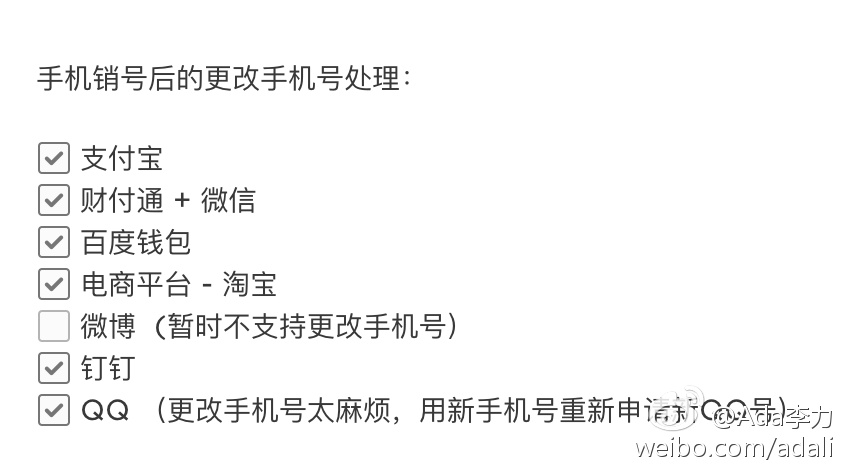 手机销号后的更改手机号处理：
支付宝
财付通 + 微信
百度钱包
电商平台 - 淘宝
微博（暂时不支持更改手机号）
钉钉
QQ （更改手机号太麻烦，用新手机号重新申请新QQ号）
@Ada李力
weibo.com/adali